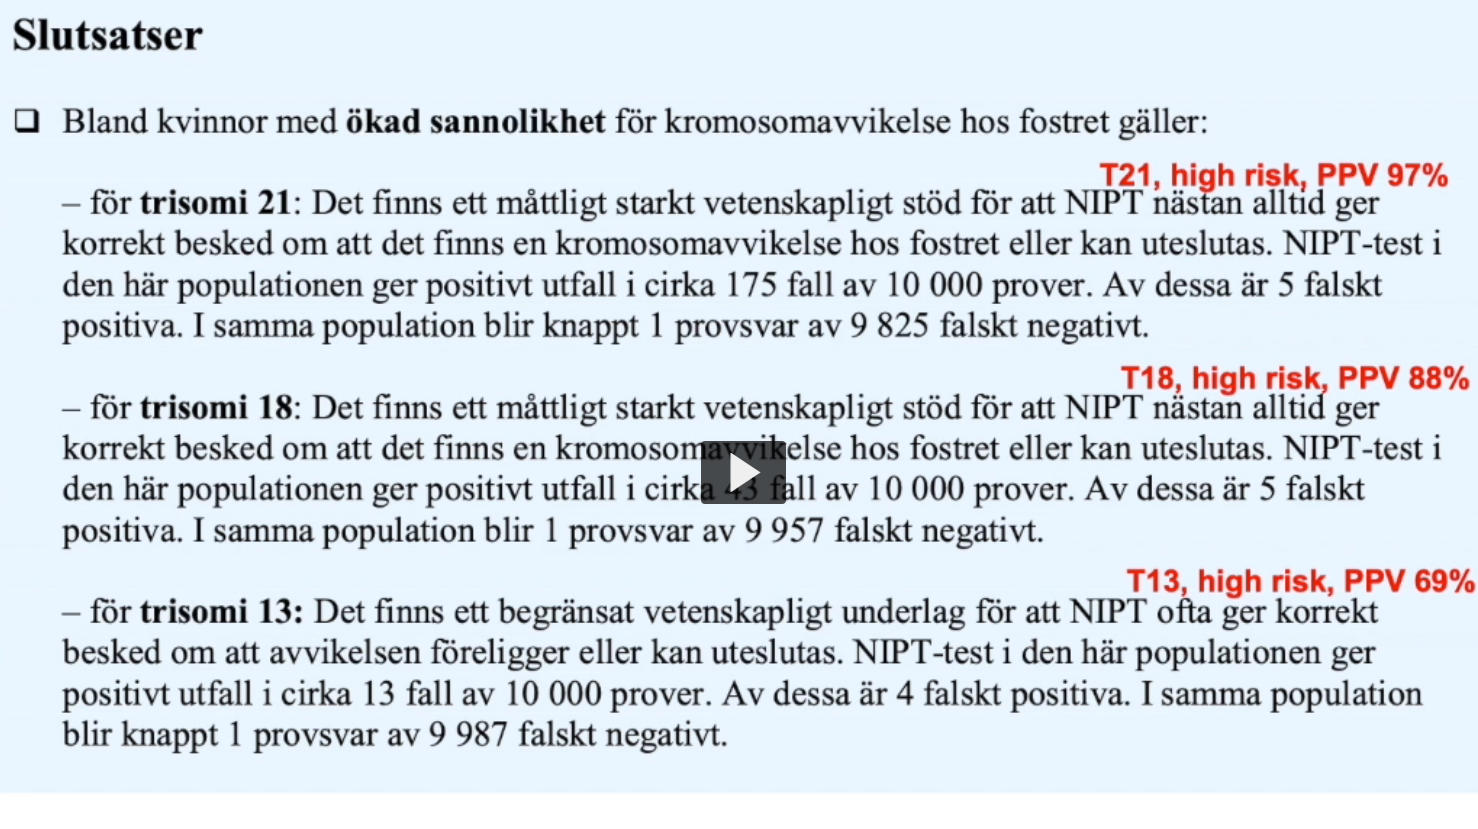 Slutsatser
❑ Bland kvinnor med ökad sannolikhet för kromosomavvikelse hos fostret gäller:
T21, high risk, PPV 97%
– för trisomi 21: Det finns ett måttligt starkt vetenskapligt stöd för att NIPT nästan alltid ger
korrekt besked om att det finns en kromosomavvikelse hos fostret eller kan uteslutas. NIPT-test i
den här populationen ger positivt utfall i cirka 175 fall av 10 000 prover. Av dessa är 5 falskt
positiva. I samma population blir knappt 1 provsvar av 9 825 falskt negativt.
T18, high risk, PPV 88%
– för trisomi 18: Det finns ett måttligt starkt vetenskapligt stöd för att NIPT nästan alltid ger
korrekt besked om att det finns en kromosomavvikelse hos fostret eller kan uteslutas. NIPT-test i
den här populationen ger positivt utfall i cirka 43 fall av 10 000 prover. Av dessa är 5 falskt
positiva. I samma population blir 1 provsvar av 9 957 falskt negativt.
T13, high risk, PPV 69%
– för trisomi 13: Det finns ett begränsat vetenskapligt underlag för att NIPT ofta ger korrekt
besked om att avvikelsen föreligger eller kan uteslutas. NIPT-test i den här populationen ger
positivt utfall i cirka 13 fall av 10 000 prover. Av dessa är 4 falskt positiva. I samma population
blir knappt 1 provsvar av 9 987 falskt negativt.